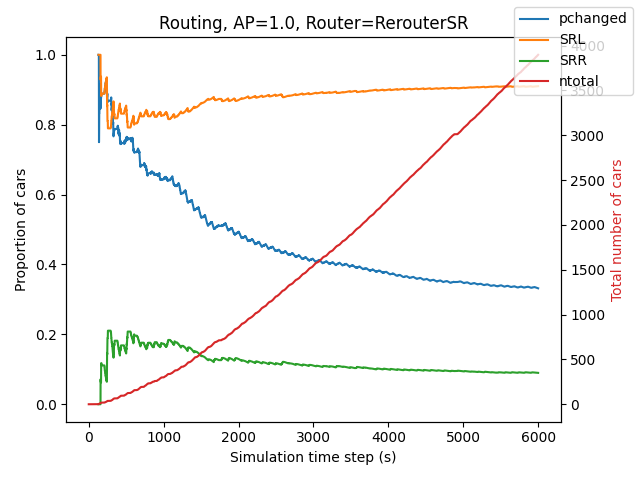 Routing, AP=1.0, Router=RerouterSR
pchanged
SRL
SRR
ntotal
1.0
0.8
0.6
0.4
0.2
0.0
Proportion of cars
4000
3500
3000
2500
2000
1500
1000
500
0
Total number of cars
0 1000 2000 3000 4000 5000 6000
Simulation time step (s)